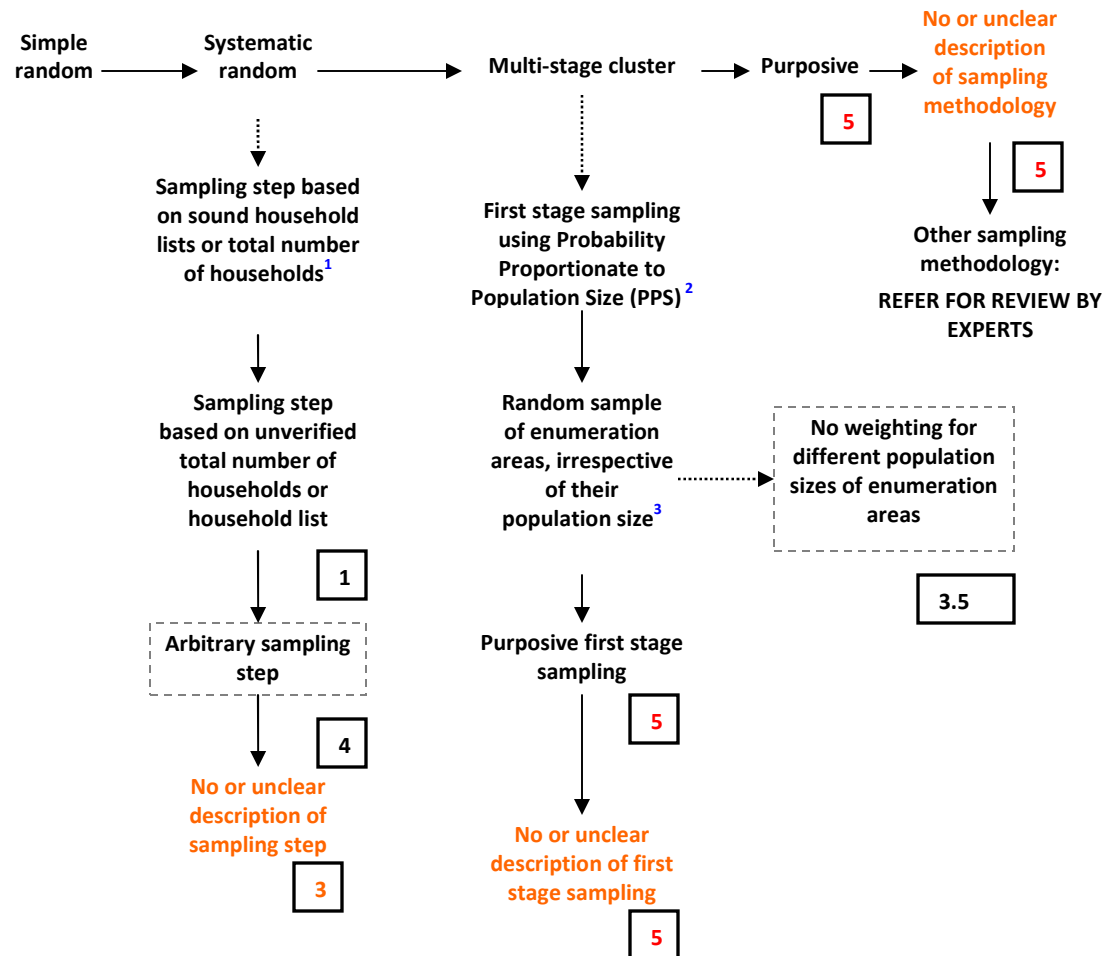 Simple
random
Systematic
random
Multi-stage cluster
Purposive
5
No or unclear
description
of sampling
methodology
5
Other sampling
methodology:
REFER FOR REVIEW BY
EXPERTS
Sampling step based
on sound household
lists or total number
of households1
Sampling step
based on unverified
total number of
households or
household list
1
Arbitrary sampling
step
4
No or unclear
description of
sampling step
3
First stage sampling
using Probability
Proportionate to
Population Size (PPS) 2
Random sample
of enumeration
areas, irrespective
of their
population size3
No weighting for
different population
sizes of enumeration
areas
3.5
Purposive first stage
sampling
5
No or unclear
description of first
stage sampling
5